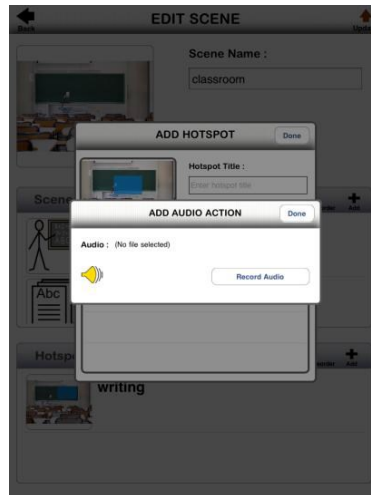 EDIT SCENE
Back
Update
Scene Name :
classroom
ADD HOTSPOT
Done
Hotspot Title :
Enter hotspot title
Scene
Add
ADD AUDIO ACTION
Done
Audio : (No file selected)
Record Audio
Abc
Hotsp
Add
writing